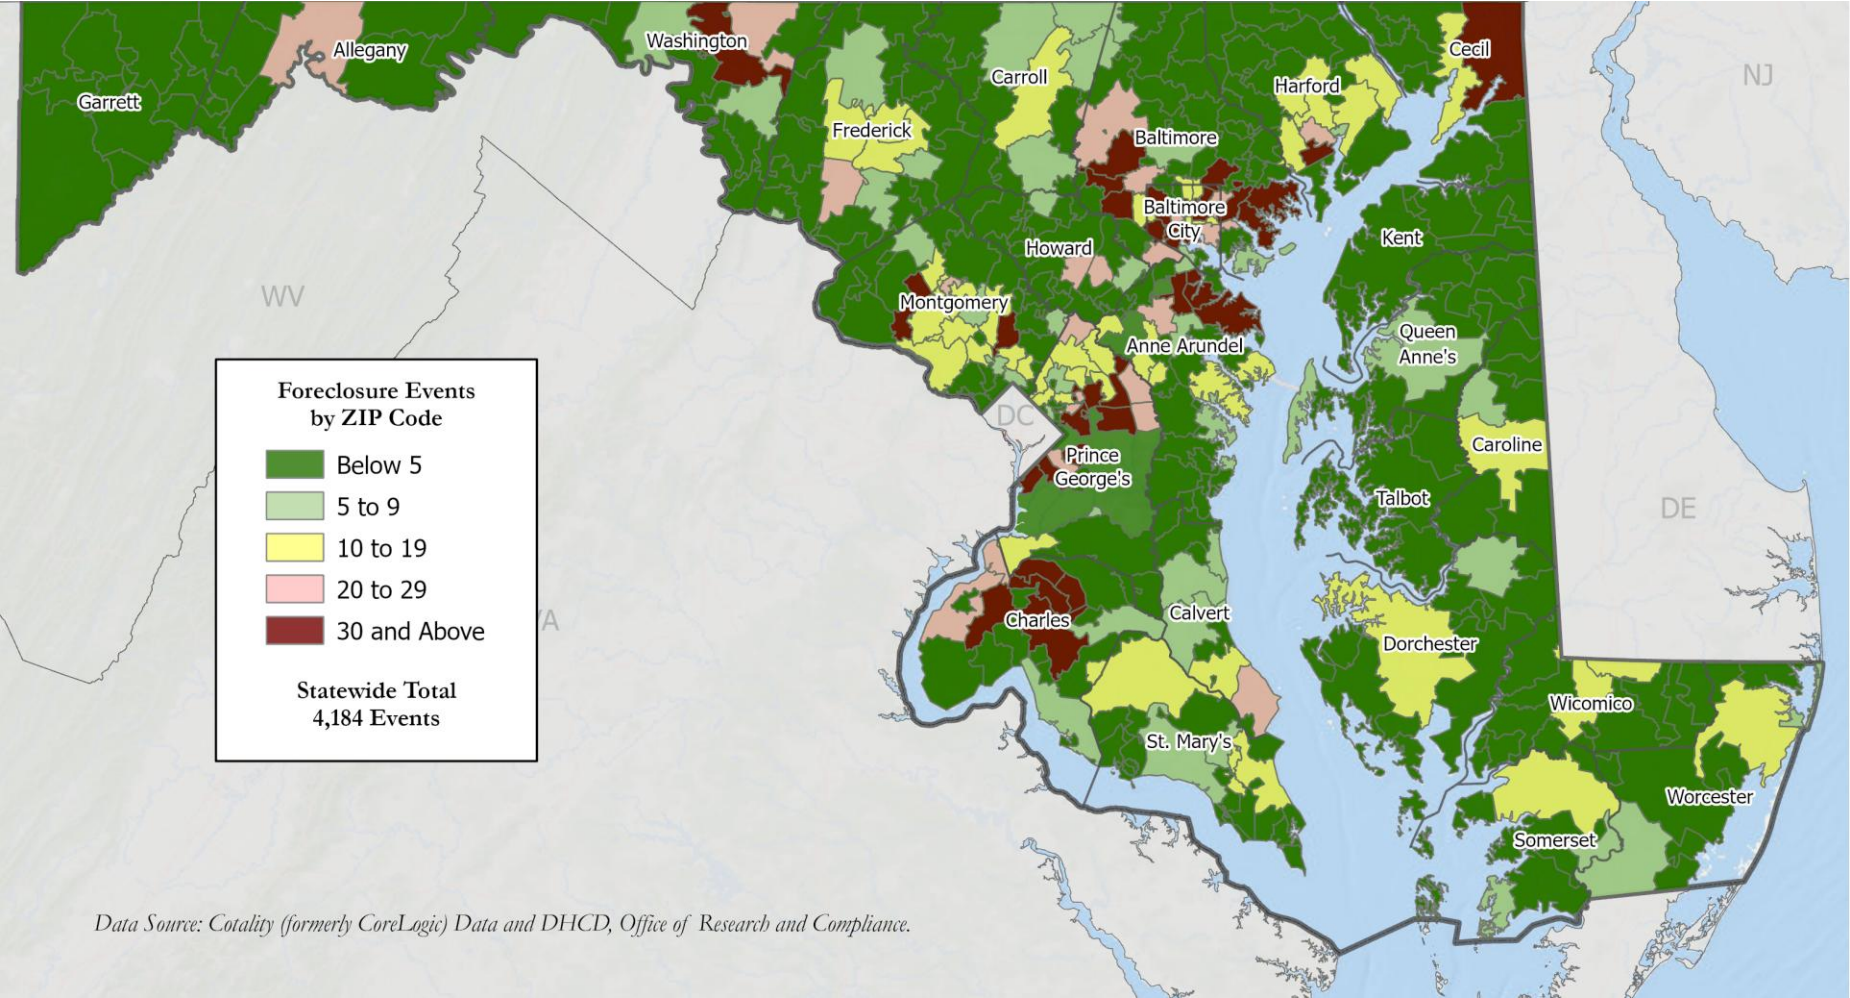 Allegany
Garrett
Washington
Carroll
Frederick
Baltimore
Harford
Cecil
NJ
Baltimore
City
Howard
Kent
WV
Montgomery
Anne Arundel
Queen
Anne's
DC
Caroline
Prince
George's
Talbot
DE
Foreclosure Events
by ZIP Code
Below 5
5 to 9
10 to 19
20 to 29
30 and Above
Statewide Total
4,184 Events
VA
Charles
Calvert
Dorchester
Wicomico
St. Mary's
Worcester
Somerset
Data Source: Cotality (formerly CoreLogic) Data and DHCD, Office of Research and Compliance.